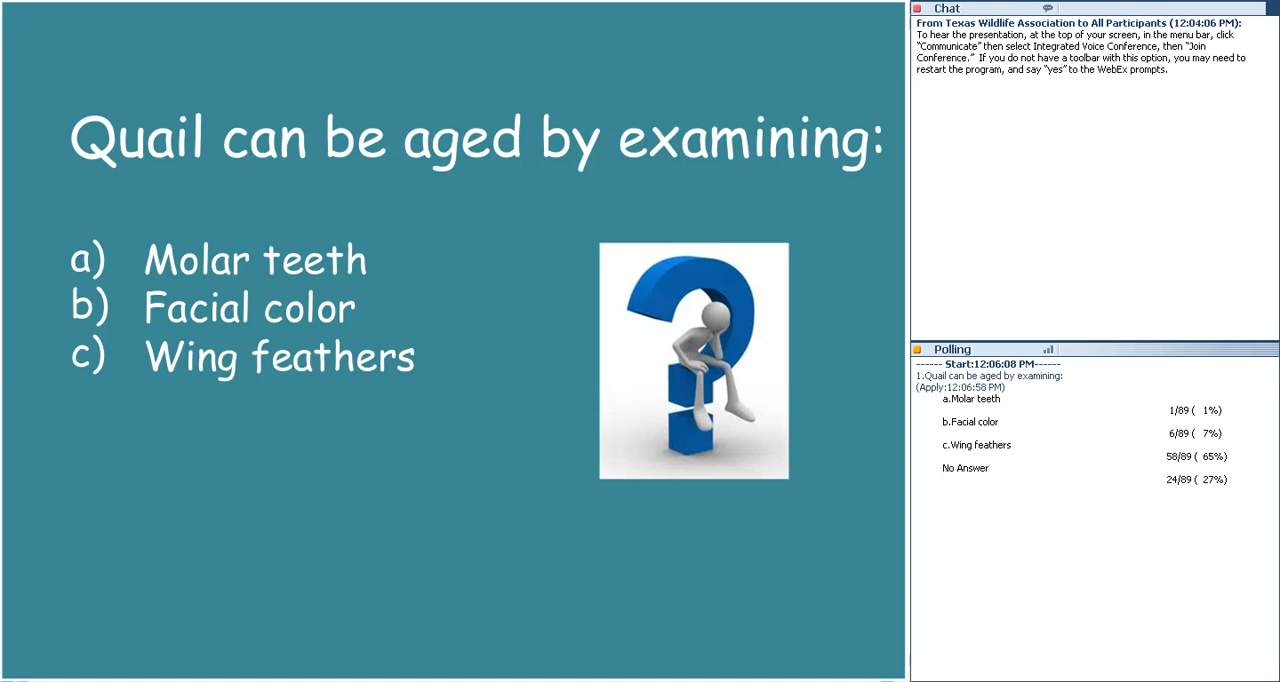 Quail can be aged by examining:
a) Molar teeth
b) Facial color
c) Wing feathers
Chat
From Texas Wildlife Association to All Participants (12:04:06 PM):
To hear the presentation, at the top of your screen, in the menu bar, click
“Communicate” then select Integrated Voice Conference, then “Join
Conference.” If you do not have a toolbar with this option, you may need to
restart the program, and say “yes” to the WebEx prompts.
Polling
------ Start:12:06:08 PM------
1.Quail can be aged by examining:
(Apply:12:06:58 PM)
a.Molar teeth
1/89 ( 1%)
b.Facial color
6/89 ( 7%)
c.Wing feathers
58/89 ( 65%)
No Answer
24/89 ( 27%)